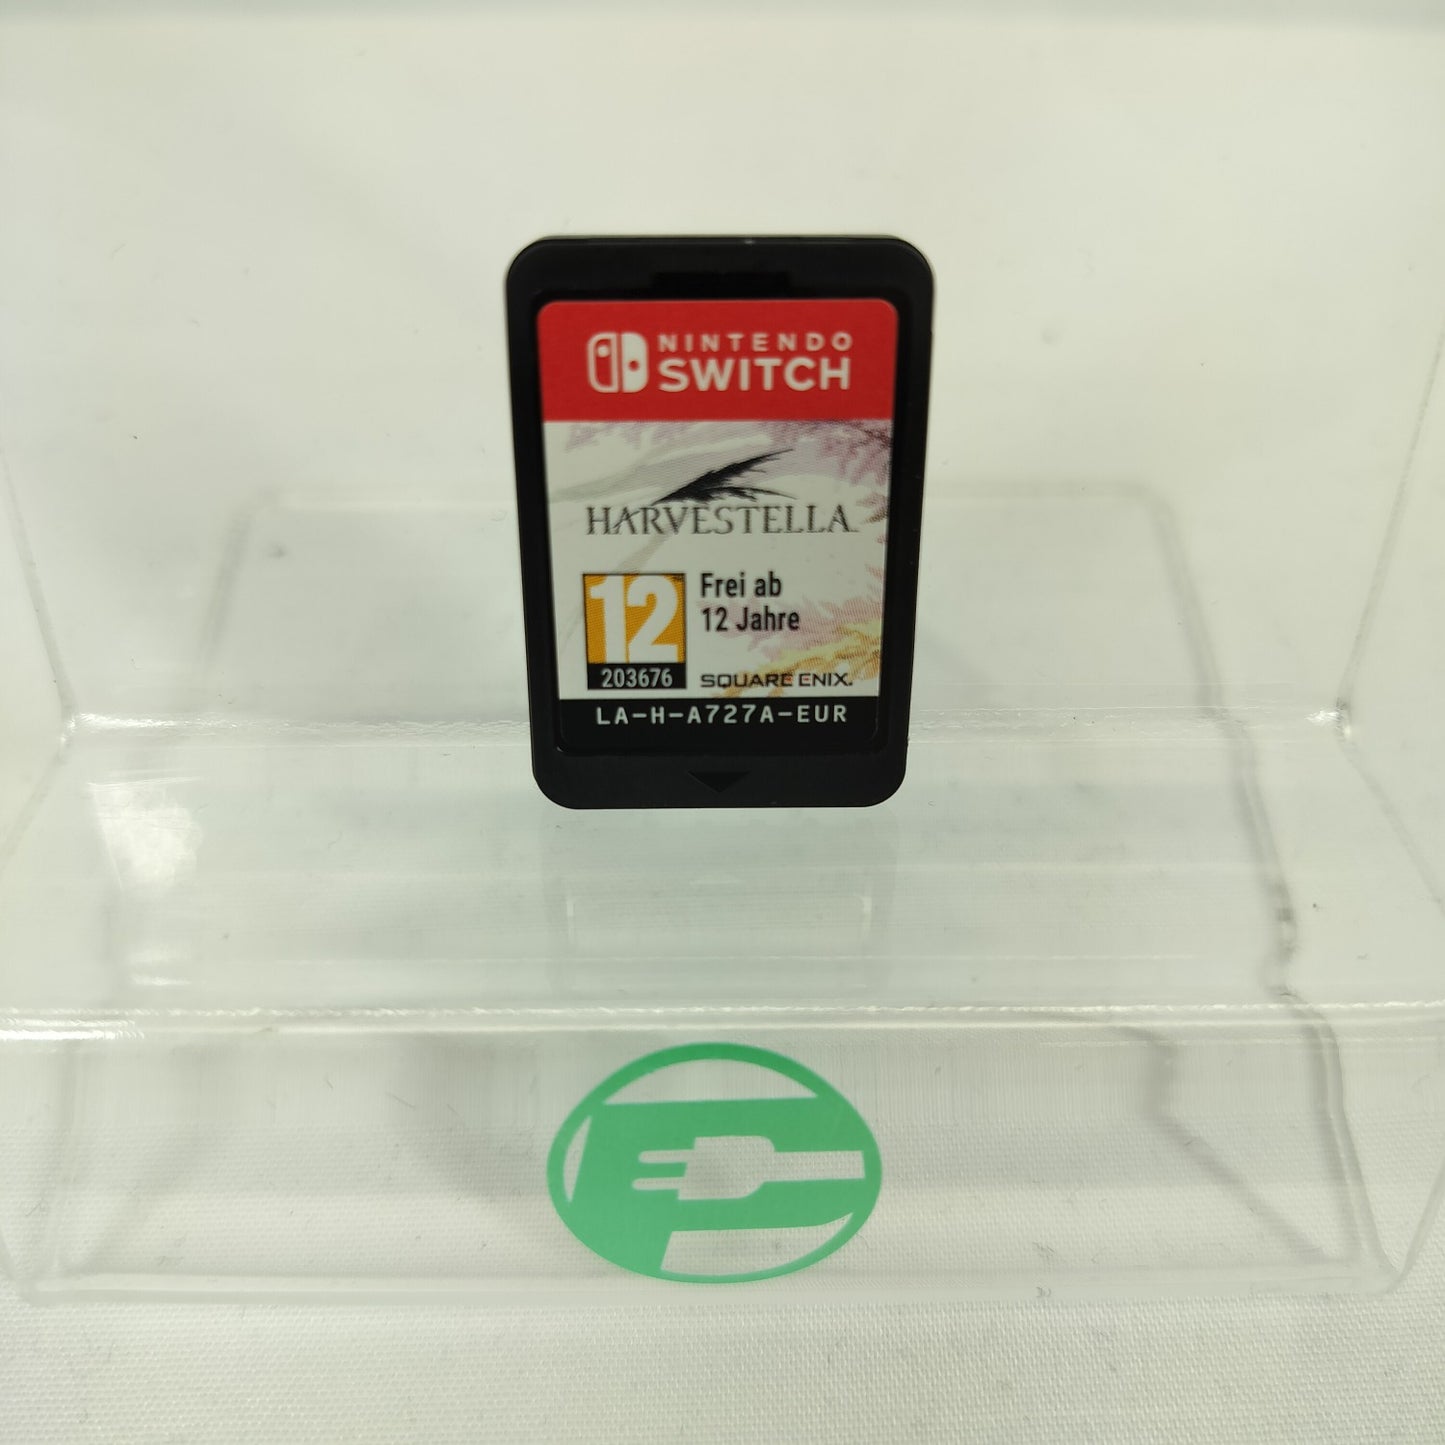 NINTENDO
SWITCH
HARVESTELLA
12
Frei ab
12 Jahre
203676
SQUARE ENIX.
LA-H-A727A-EUR